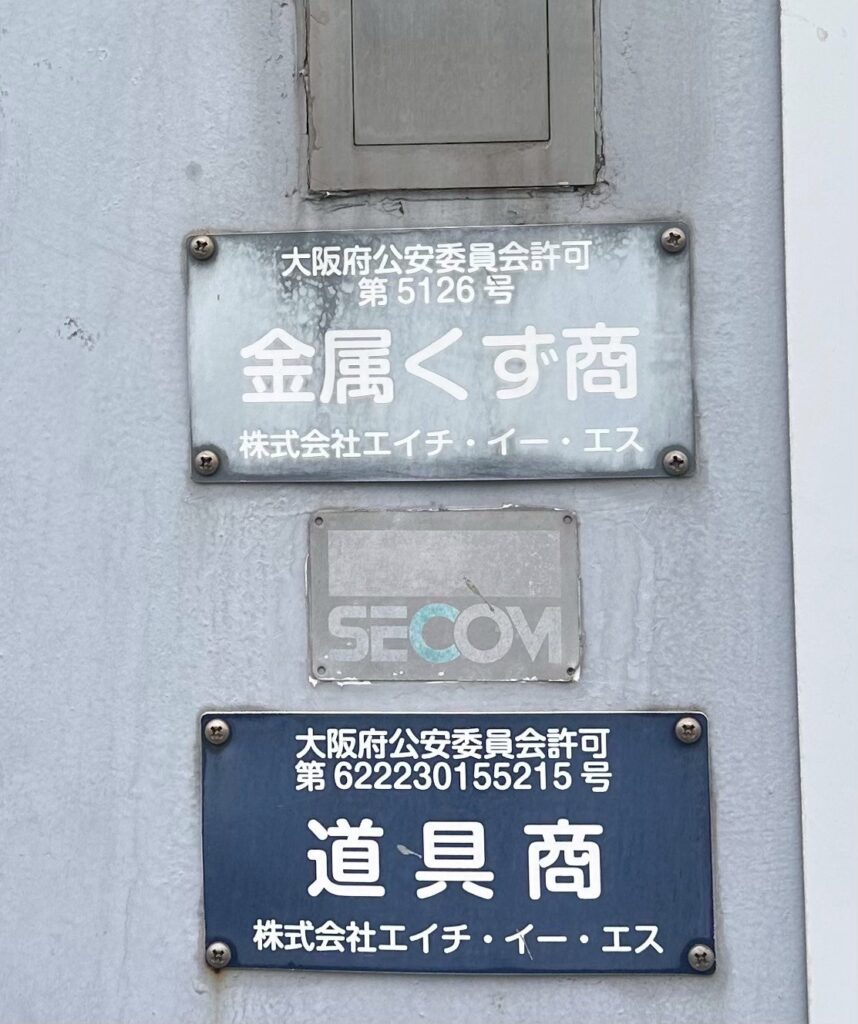 大阪府公安委員会許可
第5126号
金属くず商
株式会社エイチ・イー・エス
SECOM
大阪府公安委員会許可
第622230155215号
道具商
株式会社エイチ・イー・エス